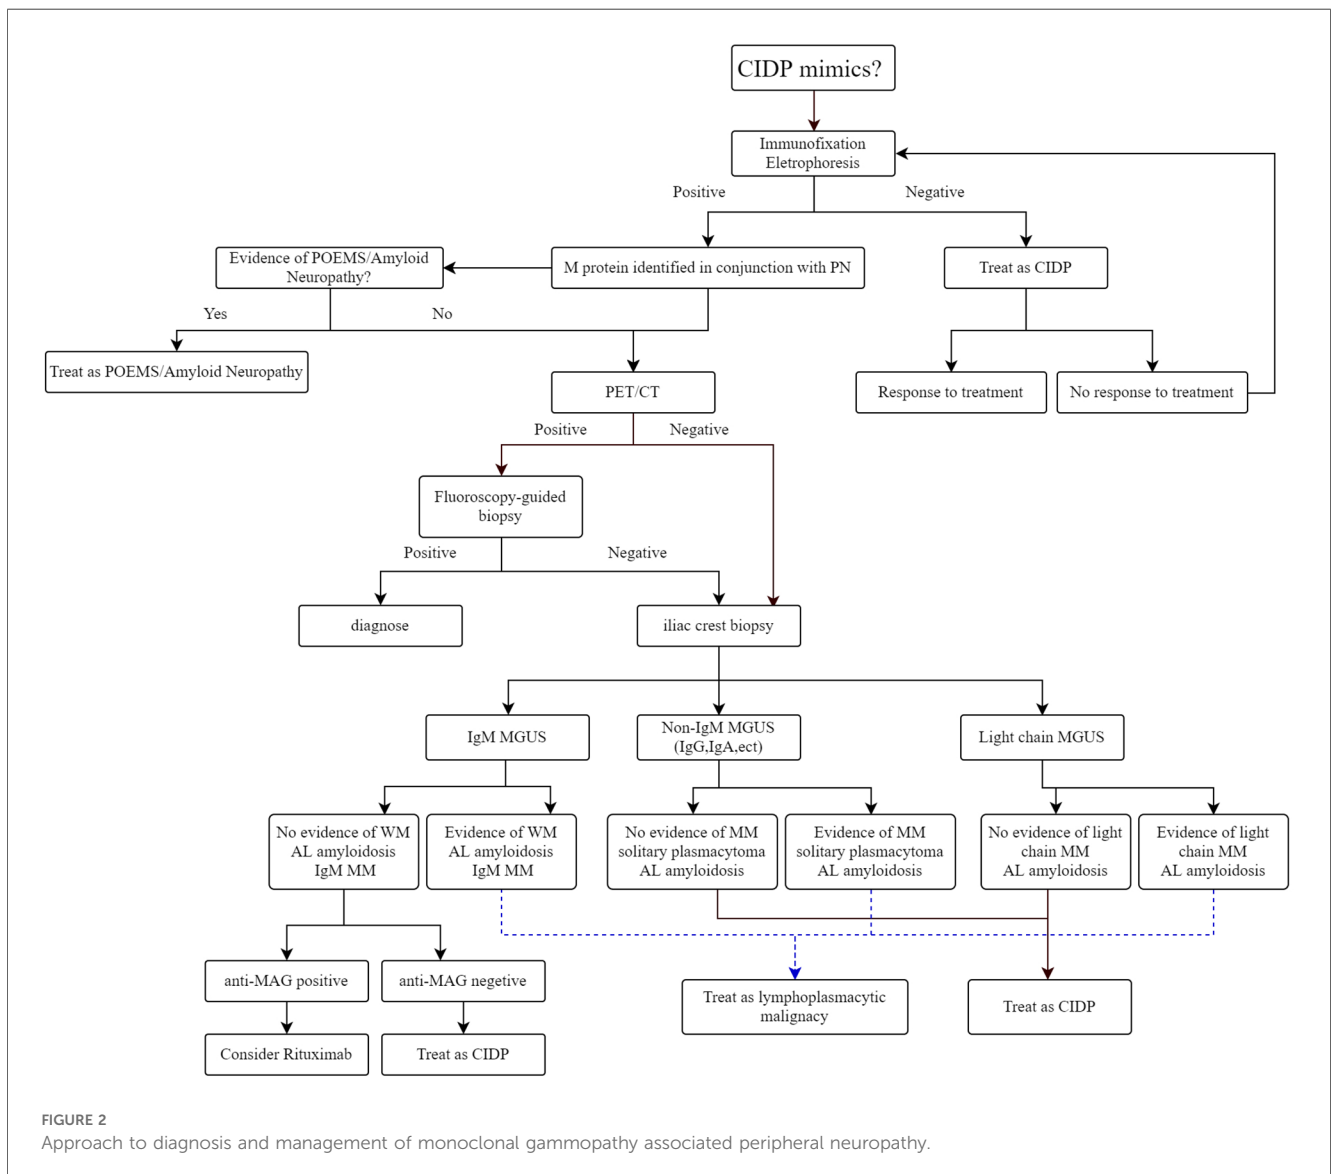 CIDP mimics?
Immunofixation
Eletrophoresis
Positive
Negative
Evidence of POEMS/Amyloid
Neuropathy?
M protein identified in conjunction with PN
Treat as CIDP
Yes
No
Treat as POEMS/Amyloid Neuropathy
PET/CT
Response to treatment
No response to treatment
Positive
Negative
Fluoroscopy-guided
biopsy
Positive
Negative
diagnose
iliac crest biopsy
IgM MGUS
Non-IgM MGUS
(IgG,IgA,ect)
Light chain MGUS
No evidence of WM
AL amyloidosis
IgM MM
Evidence of WM
AL amyloidosis
IgM MM
No evidence of MM
solitary plasmacytoma
AL amyloidosis
Evidence of MM
solitary plasmacytoma
AL amyloidosis
No evidence of light
chain MM
AL amyloidosis
Evidence of light
chain MM
AL amyloidosis
anti-MAG positive
anti-MAG negetive
Treat as lymphoplasmacytic
malignacy
Treat as CIDP
Consider Rituximab
Treat as CIDP
FIGURE 2
Approach to diagnosis and management of monoclonal gammopathy associated peripheral neuropathy.